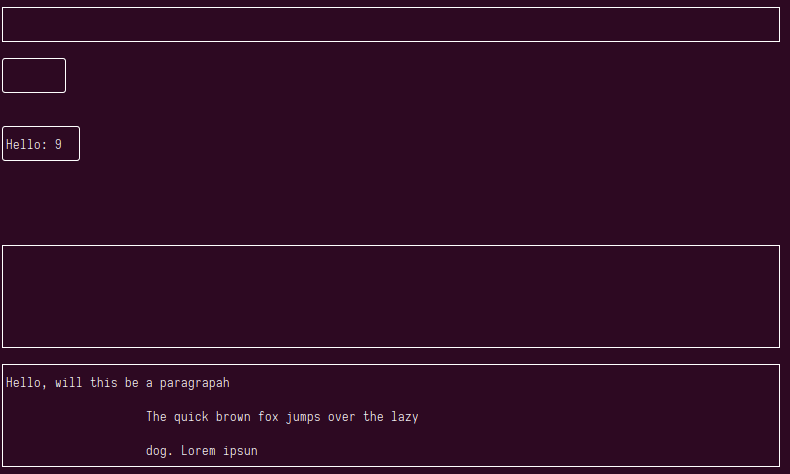 Hello: 9
Hello, will this be a paragrapah
The quick brown fox jumps over the lazy
dog. Lorem ipsun